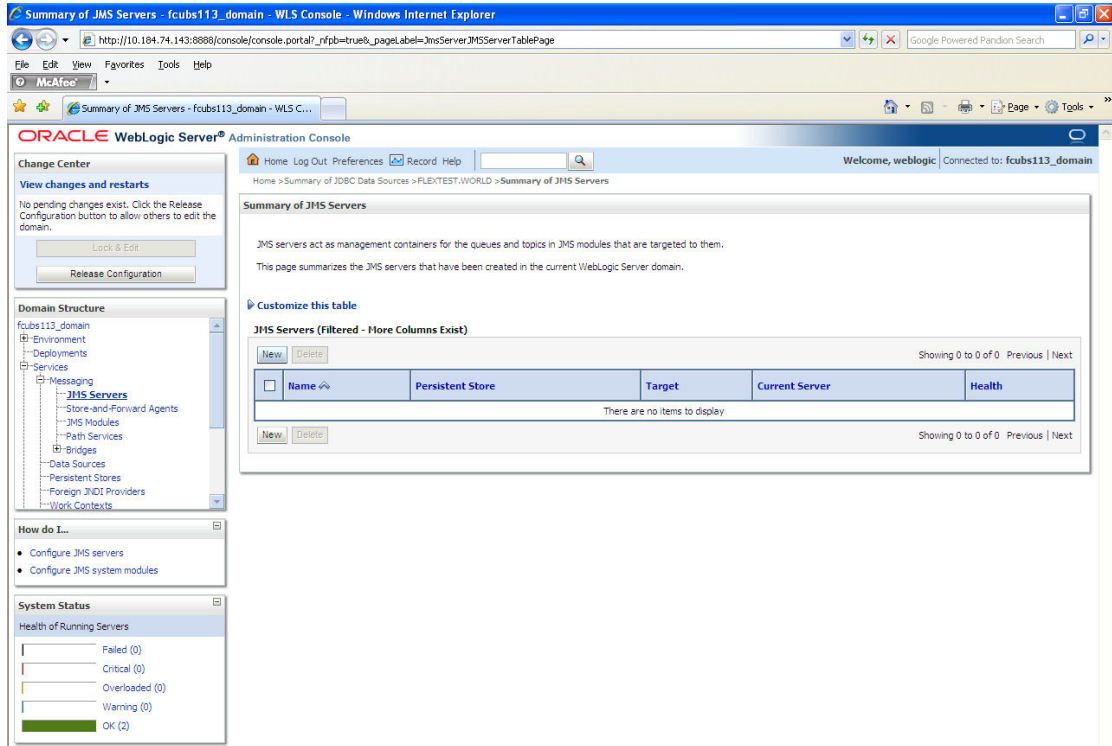 Summary of JMS Servers - fcubs113_domain - WLS Console - Windows Internet Explorer
http://10.184.74.143:8888/console/console.portal?_nfpb=true&_pageLabel=JmsServerJMSServerTablePage
Google Powered Pandion Search
File Edit View Favorites Tools Help
McAfee
Summary of JMS Servers - fcubs113_domain - WLS C...
Page Tools
ORACLE WebLogic Server® Administration Console
Change Center
View changes and restarts
No pending changes exist. Click the Release
Configuration button to allow others to edit the
domain.
Lock & Edit
Release Configuration
Domain Structure
fcubs113_domain
Environment
Deployments
Services
Messaging
JMS Servers
Store-and-Forward Agents
JMS Modules
Path Services
Bridges
Data Sources
Persistent Stores
Foreign JNDI Providers
Work Contexts
How do I...
Configure JMS servers
Configure JMS system modules
System Status
Health of Running Servers
Failed (0)
Critical (0)
Overloaded (0)
Warning (0)
OK (2)
Home Log Out Preferences Record Help
Welcome, weblogic Connected to: fcubs113_domain
Home >Summary of JDBC Data Sources >FLEXTEST.WORLD >Summary of JMS Servers
Summary of JMS Servers
JMS servers act as management containers for the queues and topics in JMS modules that are targeted to them.
This page summarizes the JMS servers that have been created in the current WebLogic Server domain.
Customize this table
JMS Servers (Filtered - More Columns Exist)
New Delete Showing 0 to 0 of 0 Previous | Next
Name Persistent Store Target Current Server Health
There are no items to display
New Delete Showing 0 to 0 of 0 Previous | Next